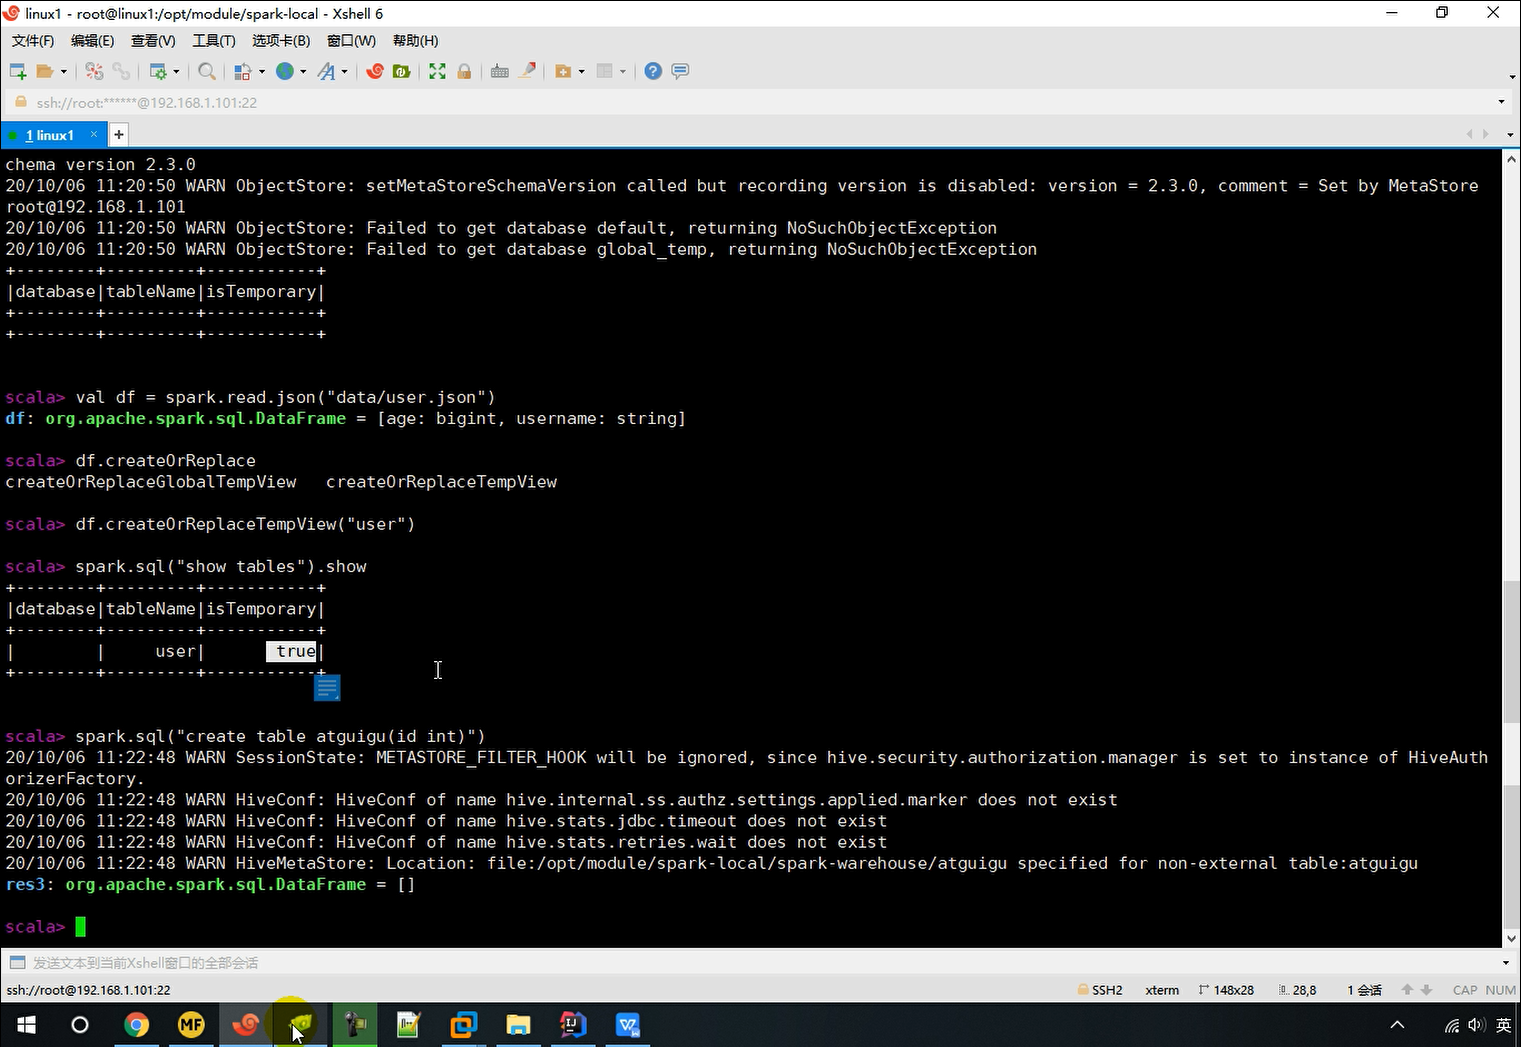 linux1 - root@linux1:/opt/module/spark-local - Xshell 6
文件(F) 编辑(E) 查看(V) 工具(T) 选项卡(B) 窗口(W) 帮助(H)
ssh://root:******@192.168.1.101:22
1 linux1 × +
chema version 2.3.0
20/10/06 11:20:50 WARN ObjectStore: setMetaStoreSchemaVersion called but recording version is disabled: version = 2.3.0, comment = Set by MetaStore
root@192.168.1.101
20/10/06 11:20:50 WARN ObjectStore: Failed to get database default, returning NoSuchObjectException
20/10/06 11:20:50 WARN ObjectStore: Failed to get database global_temp, returning NoSuchObjectException
+--------+---------+-----------+
|database|tableName|isTemporary|
+--------+---------+-----------+
+--------+---------+-----------+
scala> val df = spark.read.json("data/user.json")
df: org.apache.spark.sql.DataFrame = [age: bigint, username: string]
scala> df.createOrReplace
createOrReplaceGlobalTempView   createOrReplaceTempView
scala> df.createOrReplaceTempView("user")
scala> spark.sql("show tables").show
+--------+---------+-----------+
|database|tableName|isTemporary|
+--------+---------+-----------+
|        |     user|       true|
+--------+---------+-----------+
scala> spark.sql("create table atguigu(id int)")
20/10/06 11:22:48 WARN SessionState: METASTORE_FILTER_HOOK will be ignored, since hive.security.authorization.manager is set to instance of HiveAuth
orizerFactory.
20/10/06 11:22:48 WARN HiveConf: HiveConf of name hive.internal.ss.authz.settings.applied.marker does not exist
20/10/06 11:22:48 WARN HiveConf: HiveConf of name hive.stats.jdbc.timeout does not exist
20/10/06 11:22:48 WARN HiveConf: HiveConf of name hive.stats.retries.wait does not exist
20/10/06 11:22:48 WARN HiveMetaStore: Location: file:/opt/module/spark-local/spark-warehouse/atguigu specified for non-external table:atguigu
res3: org.apache.spark.sql.DataFrame = []
scala>
发送文本到当前Xshell窗口的全部会话
ssh://root@192.168.1.101:22 SSH2 xterm 148x28 28,8 1 会话 CAP NUM
MF 英